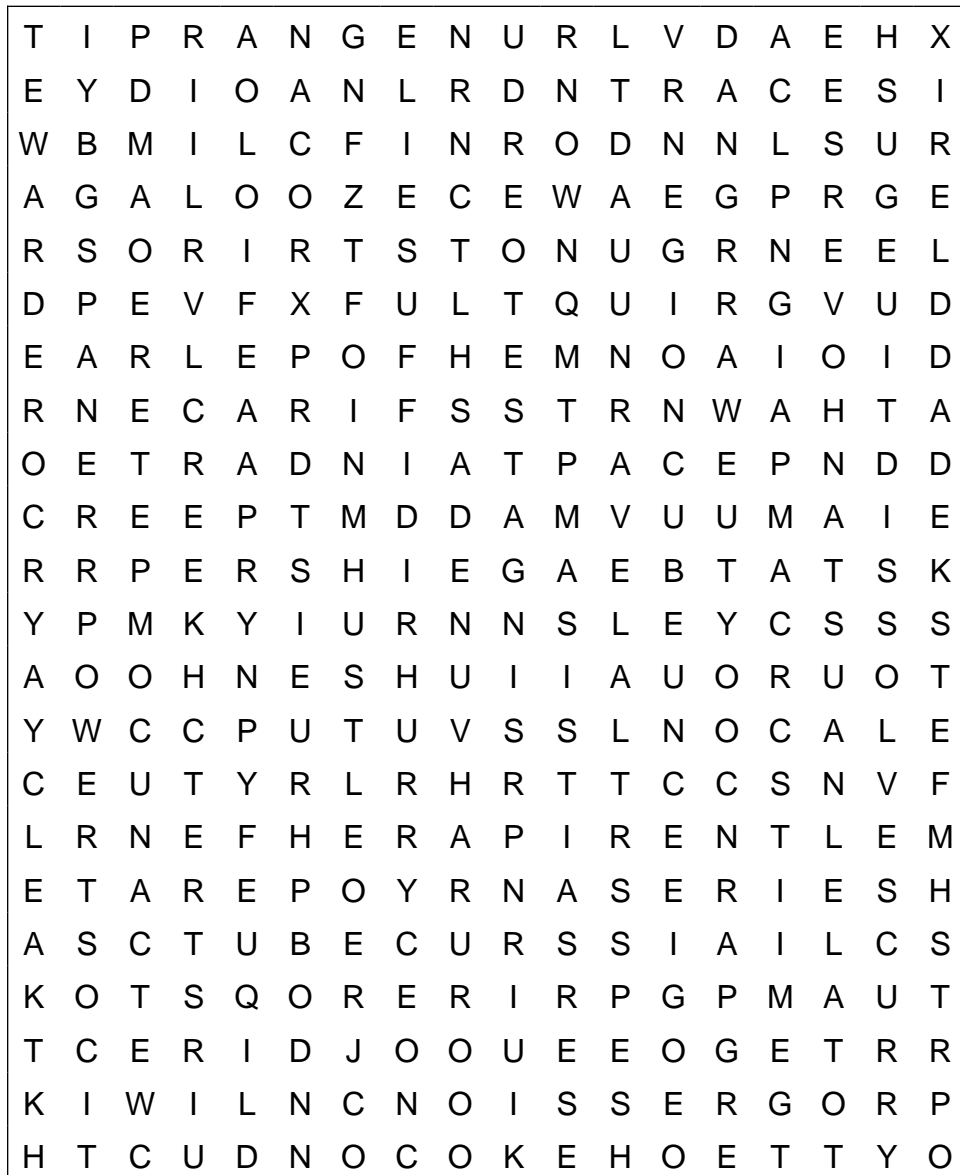 T I P R A N G E N U R L V D A E H X
E Y D I O A N L R D N T R A C E S I
W B M I L C F I N R O D N N L S U R
A G A L O O Z E C E W A E G P R G E
R S O R I R T S T O N U G R N E E L
D P E V F X F U L T Q U I R G V U D
E A R L E P O F H E M N O A I O I D
R N E C A R I F S S T R N W A H T A
O E T R A D N I A T P A C E P N D D
C R E E P T M D D A M V U U M A I E
R R P E R S H I E G A E B T A T S K
Y P M K Y I U R N N S L E Y C S S S
A O O H N E S H U I I A U O R U O T
Y W C C P U T U V S S L N O C A L E
C E U T Y R L R H R T T C C S N V F
L R N E F H E R A P I R E N T L E M
E T A R E P O Y R N A S E R I E S H
A S C T U B E C U R S S I A I L C S
K O T S Q O R E R I R P G P M A U T
T C E R I D J O O U E E O G E T R R
K I W I L N C N O I S S E R G O R P
H T C U D N O C O K E H O E T T Y O